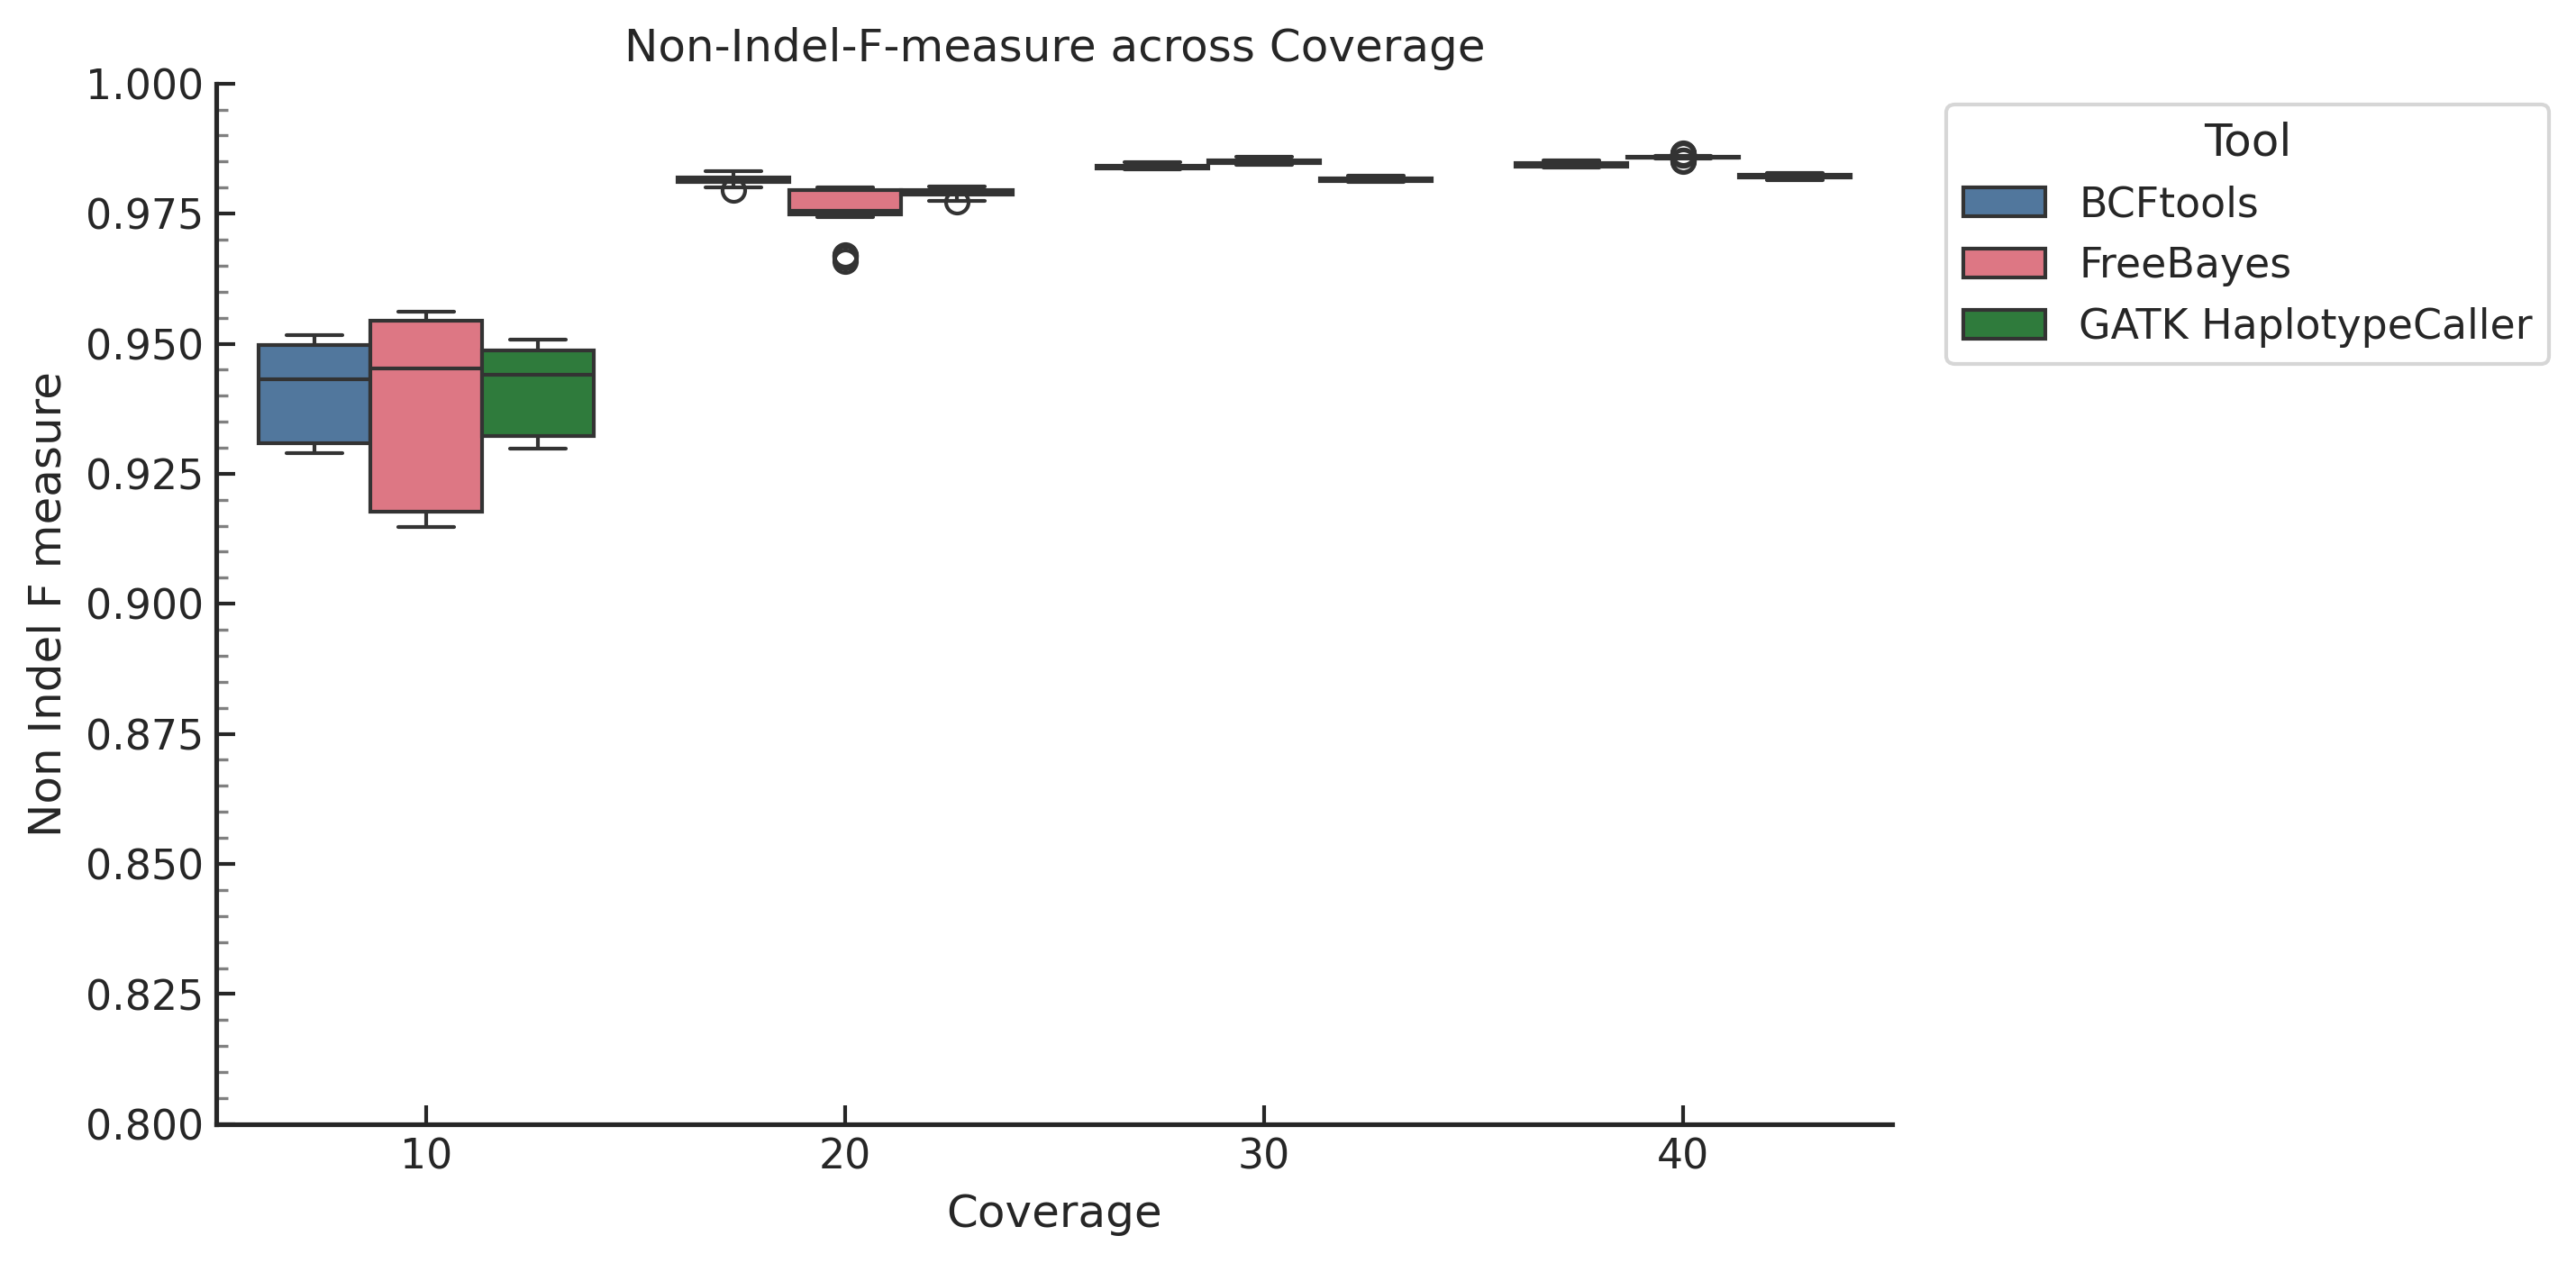 Non-Indel-F-measure across Coverage
Non Indel F measure
1.000
0.975
0.950
0.925
0.900
0.875
0.850
0.825
0.800
10 20 30 40
Coverage
Tool
BCFtools
FreeBayes
GATK HaplotypeCaller